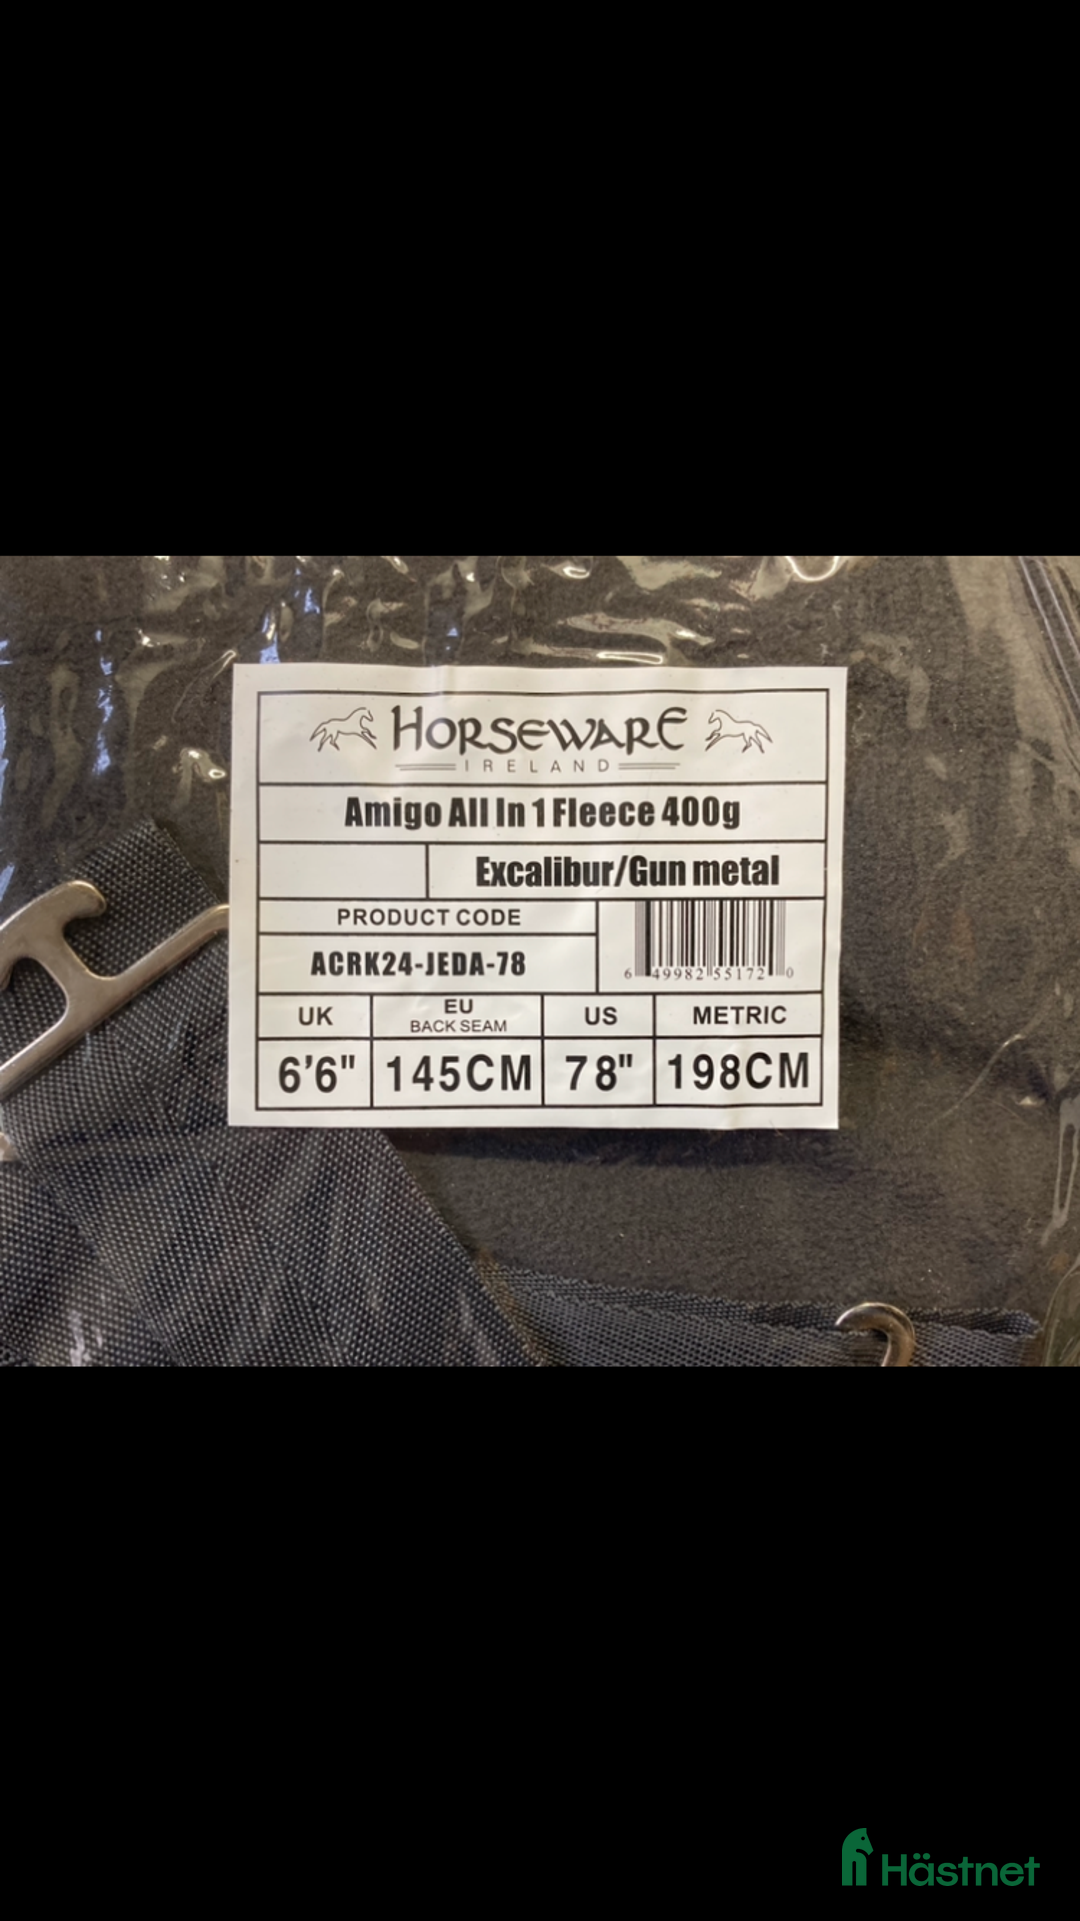 HORSEWARE
IRELAND
Amigo All In 1 Fleece 400g
Excalibur/Gun metal
PRODUCT CODE
ACRK24-JEDA-78
6 49982 55172 0
UK
EU
BACK SEAM
US
METRIC
6'6"
145CM
78"
198CM
Hästnet